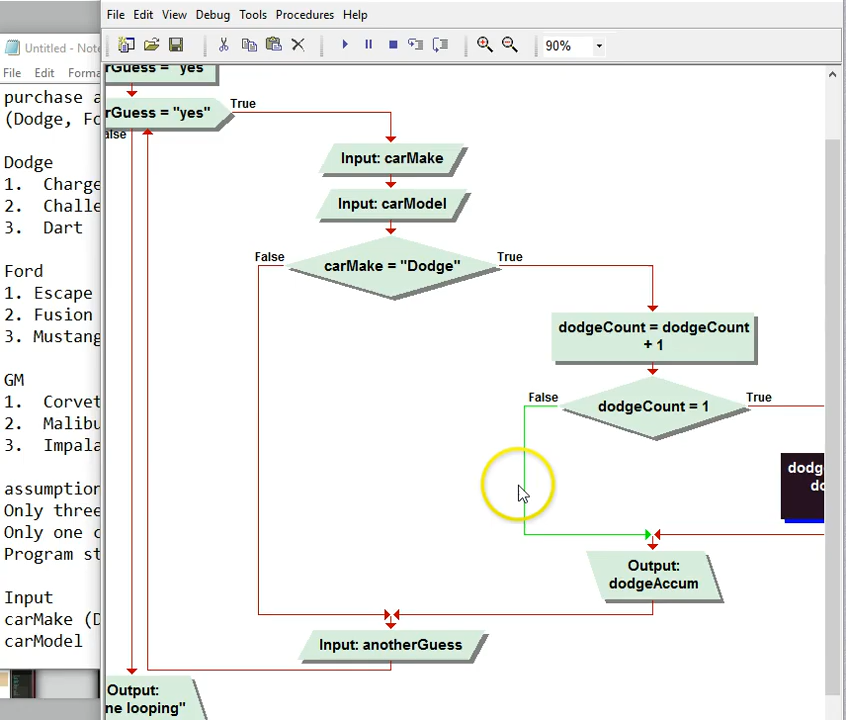 File Edit View Debug Tools Procedures Help
90%
Untitled - Note
File Edit Forma
purchase a
(Dodge, Fo
Dodge
1. Charge
2. Challe
3. Dart
Ford
1. Escape
2. Fusion
3. Mustang
GM
1. Corvet
2. Malibu
3. Impala
assumption
Only three
Only one c
Program st
Input
carMake (D
carModel
rGuess = "yes
rGuess = "yes"
True
alse
Input: carMake
Input: carModel
False
carMake = "Dodge"
True
dodgeCount = dodgeCount
+ 1
False
dodgeCount = 1
True
dodg
do
Output:
dodgeAccum
Input: anotherGuess
Output:
ne looping"